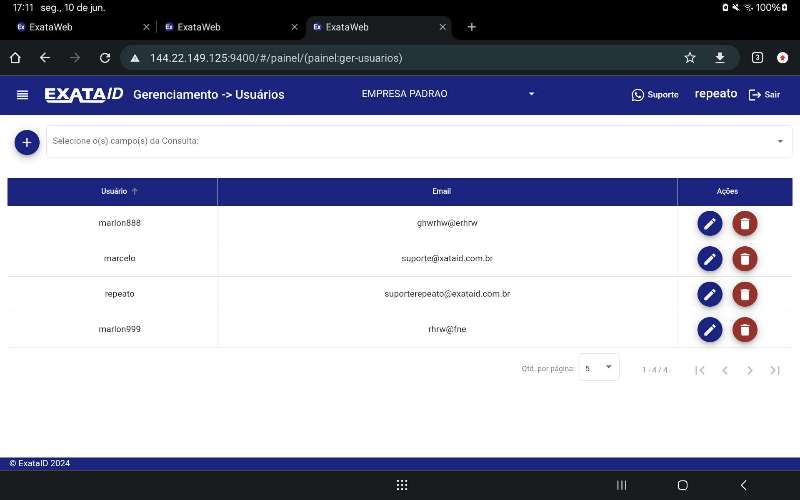 17:11 seg., 10 de jun. 100%
ExataWeb ExataWeb ExataWeb
144.22.149.125:9400/#/painel/(painel:ger-usuarios) 3
EXATAID Gerenciamento -> Usuários EMPRESA PADRAO Suporte repeato Sair
Selecione o(s) campo(s) da Consulta:
Usuário Email Ações
marlon888 ghwrhw@erhrw
marcelo suporte@xataid.com.br
repeato suporterepeato@exataid.com.br
marlon999 rhrw@fne
Qtd. por página: 5 1 - 4 / 4
© ExataID 2024